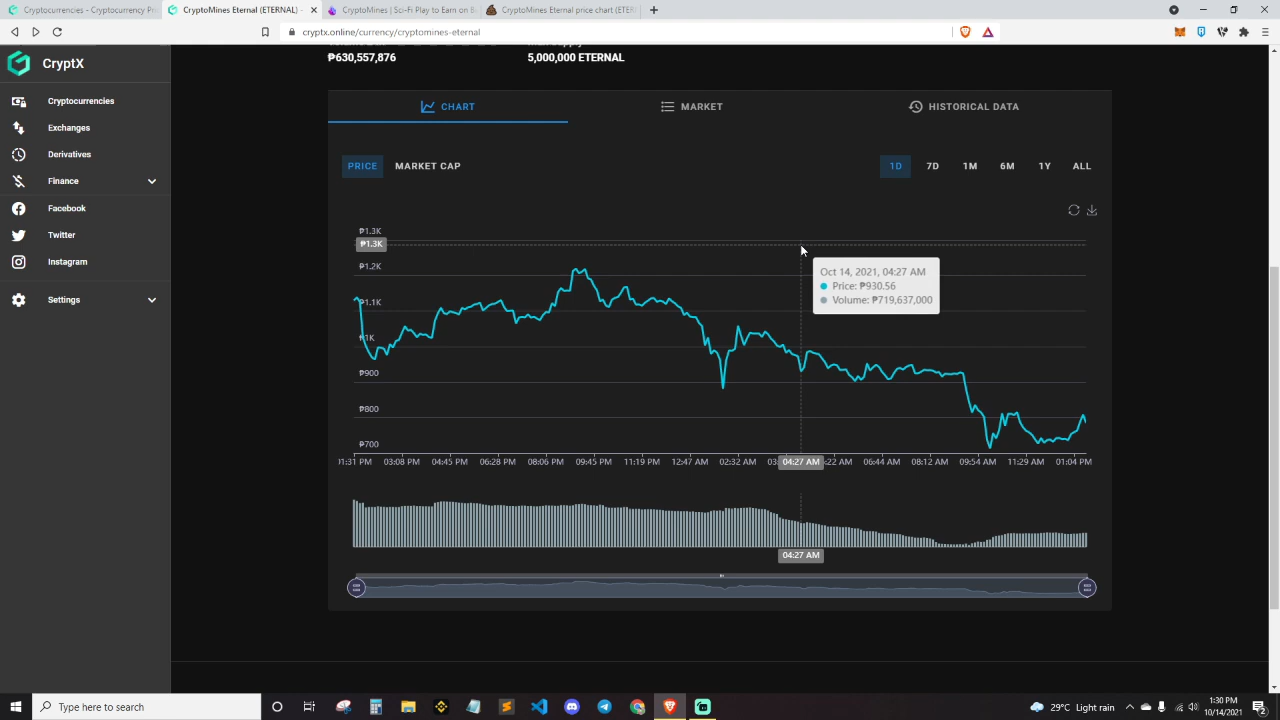 Cryptocurrencies - Cryptocurrency Pric
CryptoMines Eternal (ETERNAL) -
CryptoMines | Sci-Fi Play to Earn on B
CryptoMines Eternal price chart (ETER
cryptx.online/currency/cryptomines-eternal
CryptX
Cryptocurrencies
Exchanges
Derivatives
Finance
Facebook
Twitter
Instagram
Settings
₱630,557,876
5,000,000 ETERNAL
CHART
MARKET
HISTORICAL DATA
PRICE
MARKET CAP
1D
7D
1M
6M
1Y
ALL
₱1.3K
₱1.3K
₱1.2K
₱1.1K
₱1K
₱900
₱800
₱700
Oct 14, 2021, 04:27 AM
Price: ₱930.56
Volume: ₱719,637,000
03:08 PM
04:45 PM
06:28 PM
08:06 PM
09:45 PM
11:19 PM
12:47 AM
02:32 AM
04:27 AM
06:44 AM
08:12 AM
09:54 AM
11:29 AM
01:04 PM
04:27 AM
Type here to search
29°C Light rain
1:30 PM
10/14/2021
2